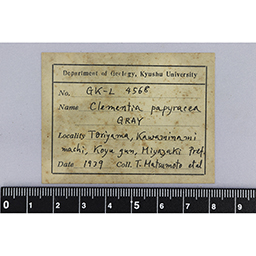 Department of Geology, Kyushu University
No. GK-L 4568
Name Clementia papyracea
GRAY
Locality Toriyama, Kawaminami
machi, Koyu gun, Miyazaki Pref.
Date 1939 Coll. T. Matsumoto et al
0 1 2 3 4 5 6 7 8 9